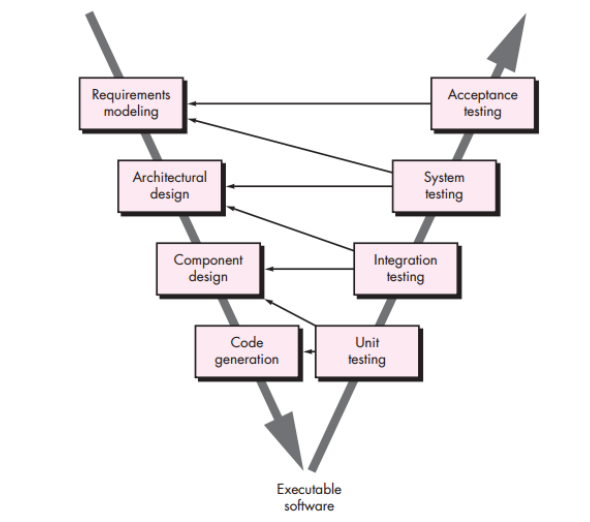 Requirements
modeling
Acceptance
testing
Architectural
design
System
testing
Component
design
Integration
testing
Code
generation
Unit
testing
Executable
software